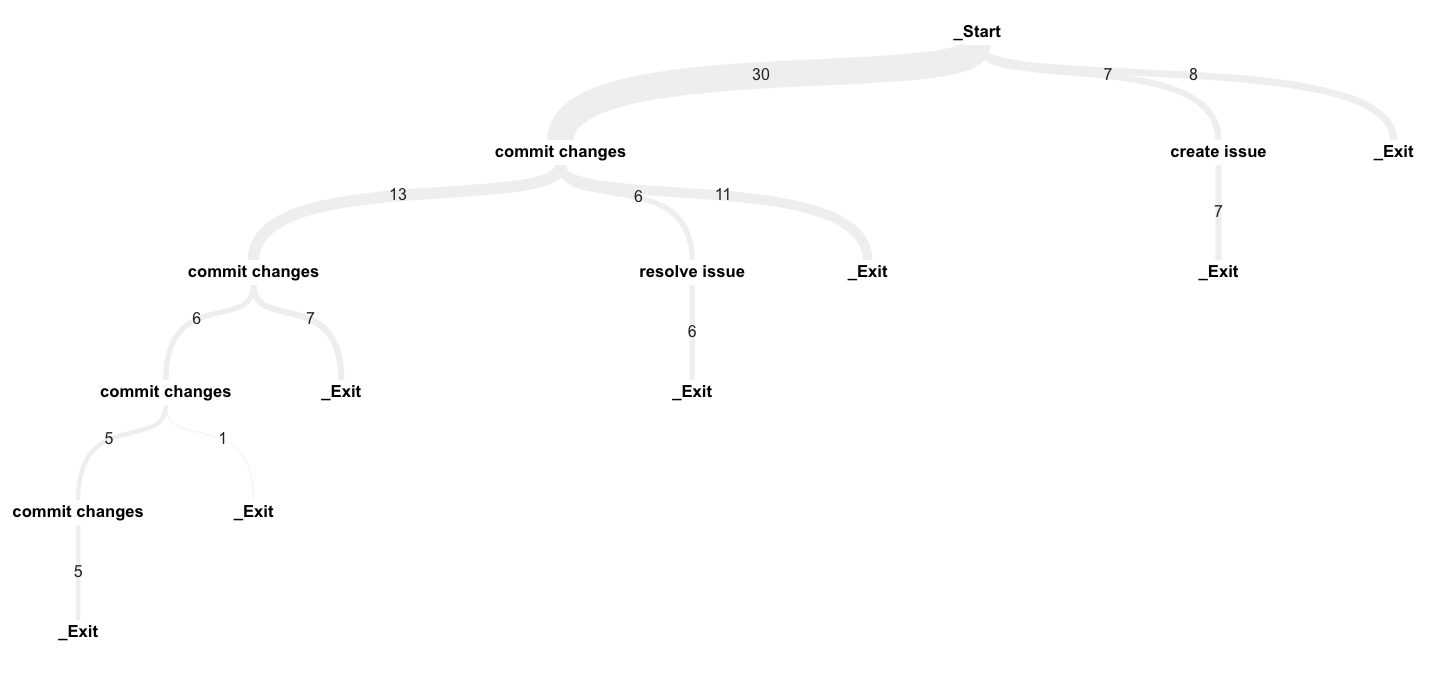 _Start
30
7
8
commit changes
create issue
_Exit
13
6
11
7
commit changes
resolve issue
_Exit
_Exit
6
7
6
commit changes
_Exit
_Exit
5
1
commit changes
_Exit
5
_Exit